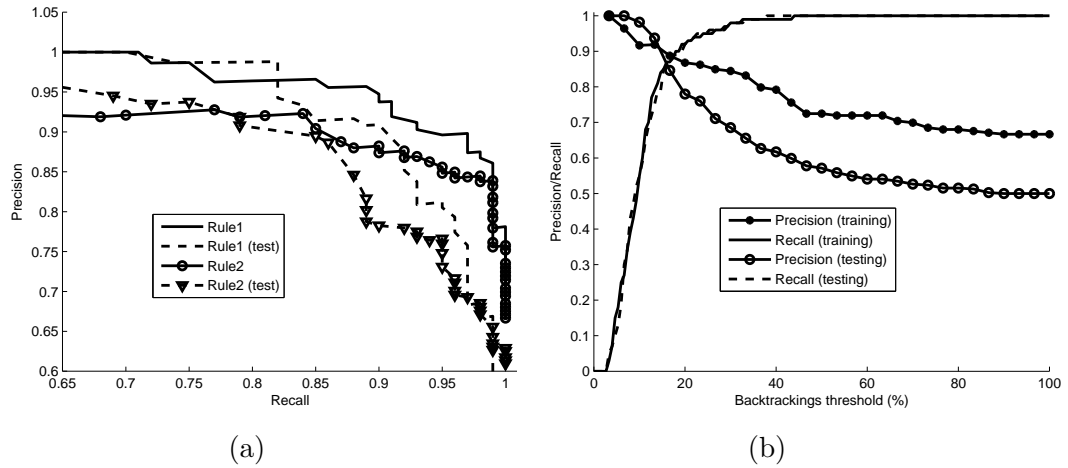 1.05
1
0.95
0.9
0.85
0.8
0.75
0.7
0.65
0.6
Precision
0.65 0.7 0.75 0.8 0.85 0.9 0.95 1
Recall
Rule1
Rule1 (test)
Rule2
Rule2 (test)
(a)
1
0.9
0.8
0.7
0.6
0.5
0.4
0.3
0.2
0.1
0
Precision/Recall
0 20 40 60 80 100
Backtrackings threshold (%)
Precision (training)
Recall (training)
Precision (testing)
Recall (testing)
(b)